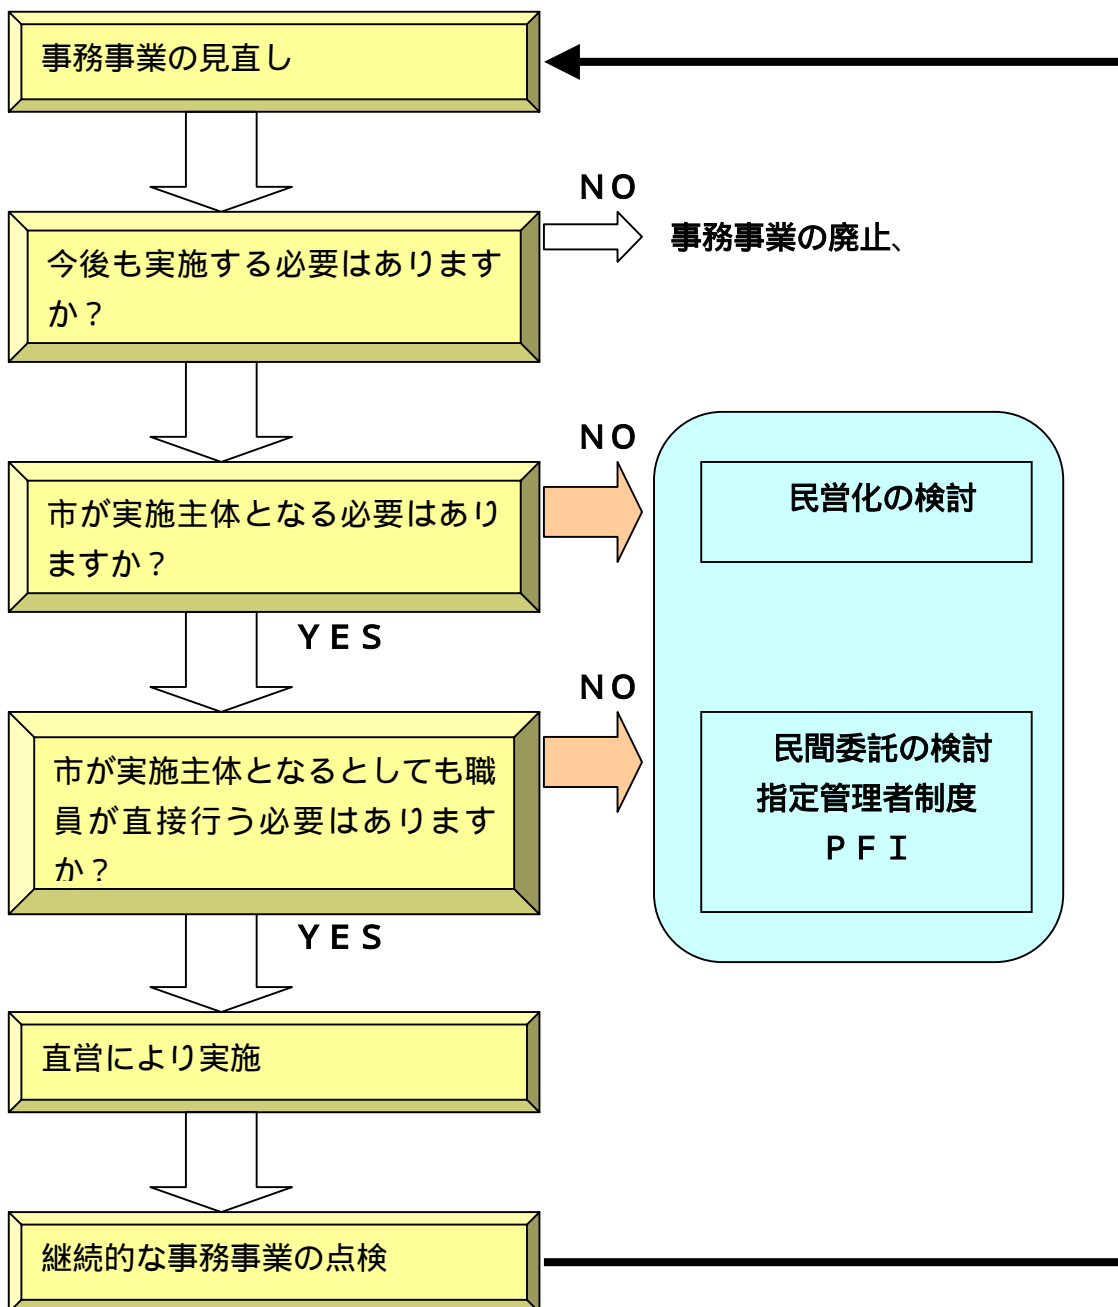 事務事業の見直し
ＮＯ
今後も実施する必要はあります
か？
事務事業の廃止、
ＮＯ
市が実施主体となる必要はあり
ますか？
民営化の検討
ＹＥＳ
ＮＯ
市が実施主体となるとしても職
員が直接行う必要はあります
か？
民間委託の検討
指定管理者制度
ＰＦＩ
ＹＥＳ
直営により実施
継続的な事務事業の点検